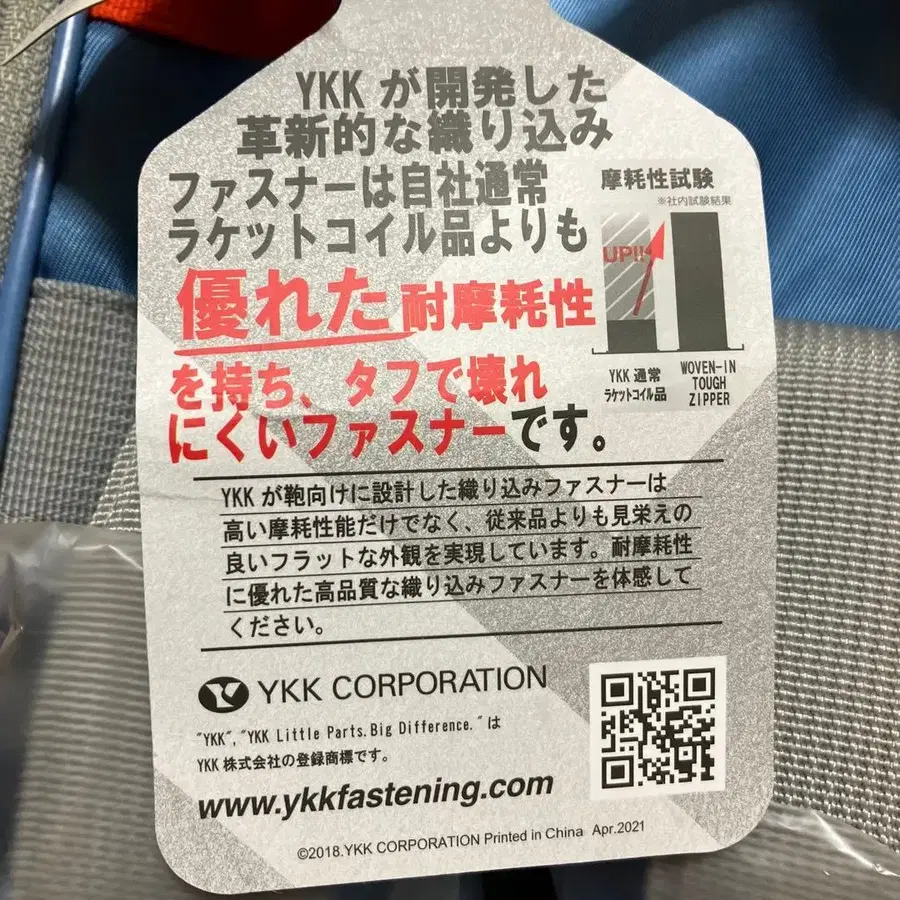 YKK が開発した
革新的な織り込み
ファスナーは自社通常
ラケットコイル品よりも
優れた耐摩耗性
を持ち、タフで壊れ
にくいファスナーです。
摩耗性試験
※社内試験結果
UP!!
YKK 通常
ラケットコイル品
WOVEN-IN
TOUGH
ZIPPER
YKK が鞄向けに設計した織り込みファスナーは
高い摩耗性能だけでなく、従来品よりも見栄えの
良いフラットな外観を実現しています。耐摩耗性
に優れた高品質な織り込みファスナーを体感して
ください。
YKK CORPORATION
"YKK","YKK Little Parts. Big Difference." は
YKK 株式会社の登録商標です。
www.ykkfastening.com
©2018.YKK CORPORATION Printed in China Apr.2021